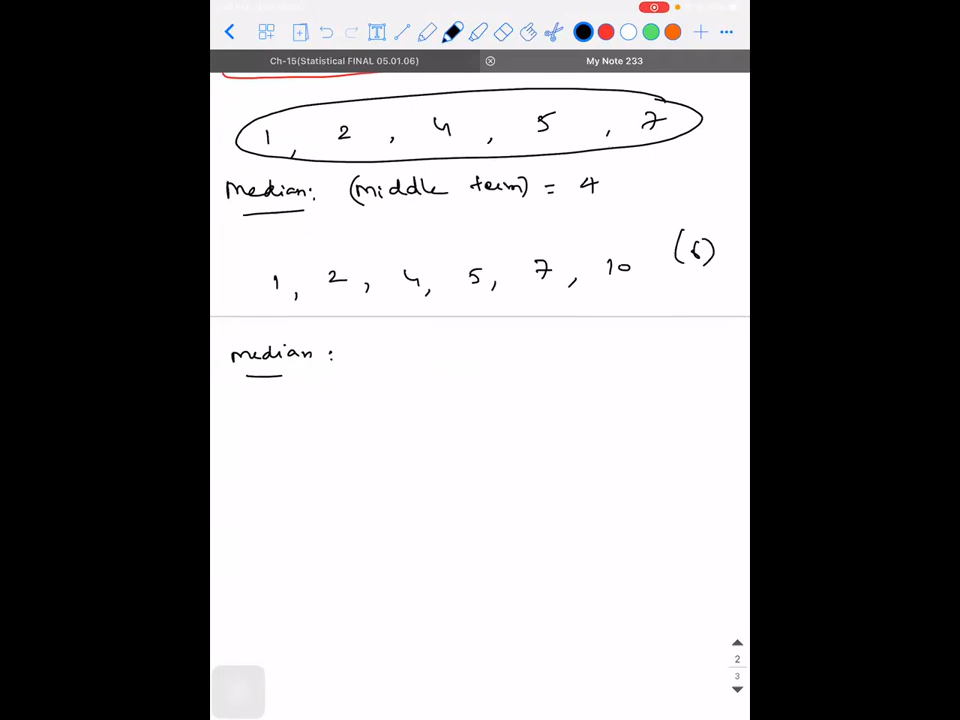 Ch-15(Statistical FINAL 05.01.06)
My Note 233
1, 2, 4, 5, 7
Median: (middle term) = 4
1, 2, 4, 5, 7, 10 (6)
median :
2
3